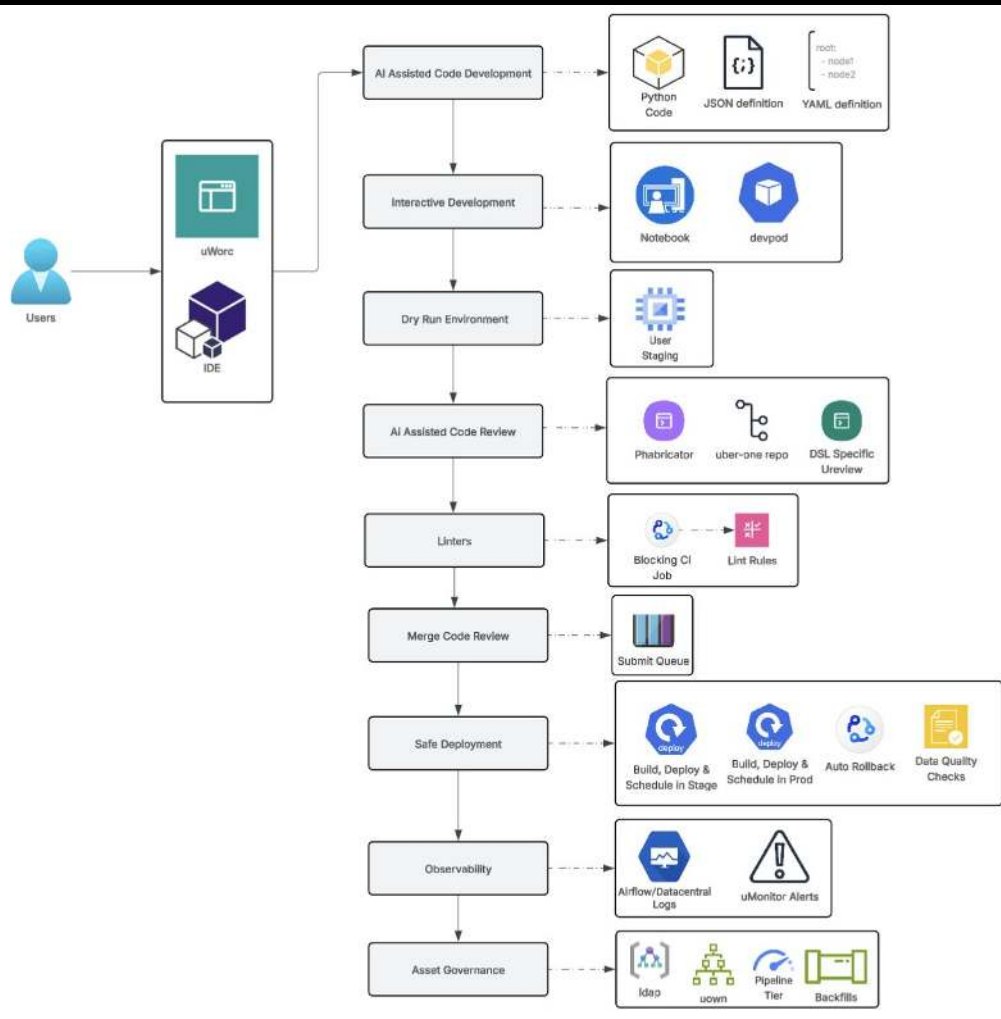 AI Assisted Code Development
Python
Code
{;}
JSON definition
root:
- node1
- node2
YAML definition
uWorc
IDE
Users
Interactive Development
Notebook
devpod
Dry Run Environment
User
Staging
Ai Assisted Code Review
Phabricator
uber-one repo
DSL Specific
Ureview
Linters
Blocking CI
Job
Lint Rules
Merge Code Review
Submit Queue
Safe Deployment
deploy
Build, Deploy &
Schedule in Stage
deploy
Build, Deploy &
Schedule in Prod
Auto Rollback
Data Quality
Checks
Observability
Airflow/Datacentral
Logs
uMonitor Alerts
Asset Governance
ldap
uown
Pipeline
Tier
Backfills